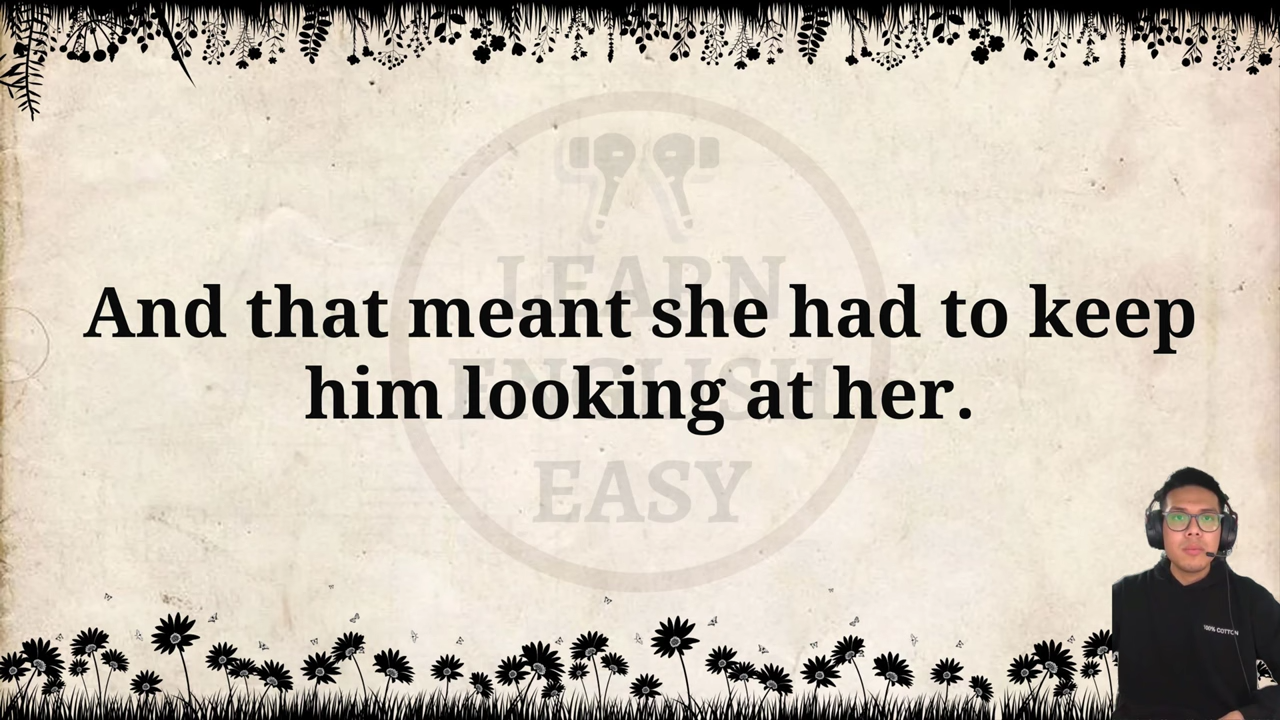 And that meant she had to keep
him looking at her.
LEARN
ENGLISH
EASY
100% COTTON